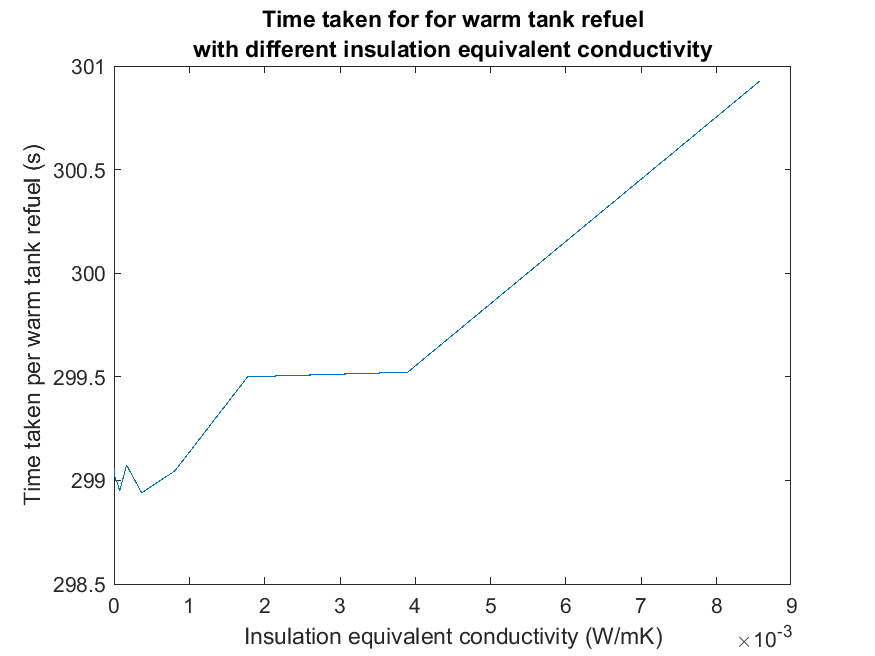 Time taken for for warm tank refuel
with different insulation equivalent conductivity
Time taken per warm tank refuel (s)
301
300.5
300
299.5
299
298.5
0 1 2 3 4 5 6 7 8 9
Insulation equivalent conductivity (W/mK)
×10⁻³